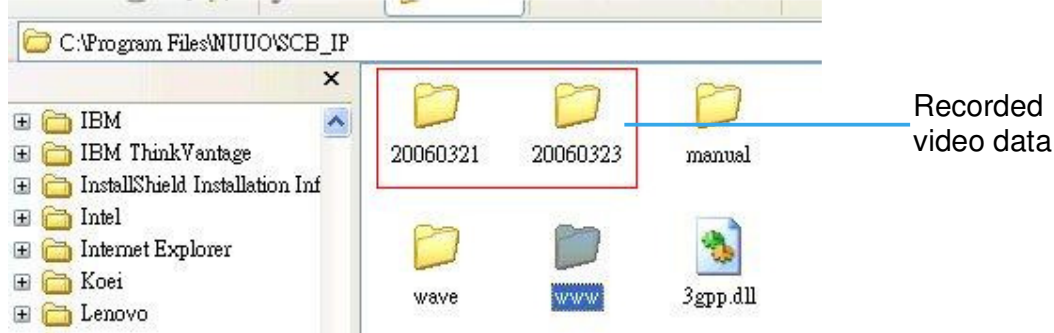 C:\Program Files\NUUO\SCB_IP
IBM
IBM ThinkVantage
InstallShield Installation Inf
Intel
Internet Explorer
Koei
Lenovo
20060321
20060323
manual
wave
www
3gpp.dll
Recorded
video data